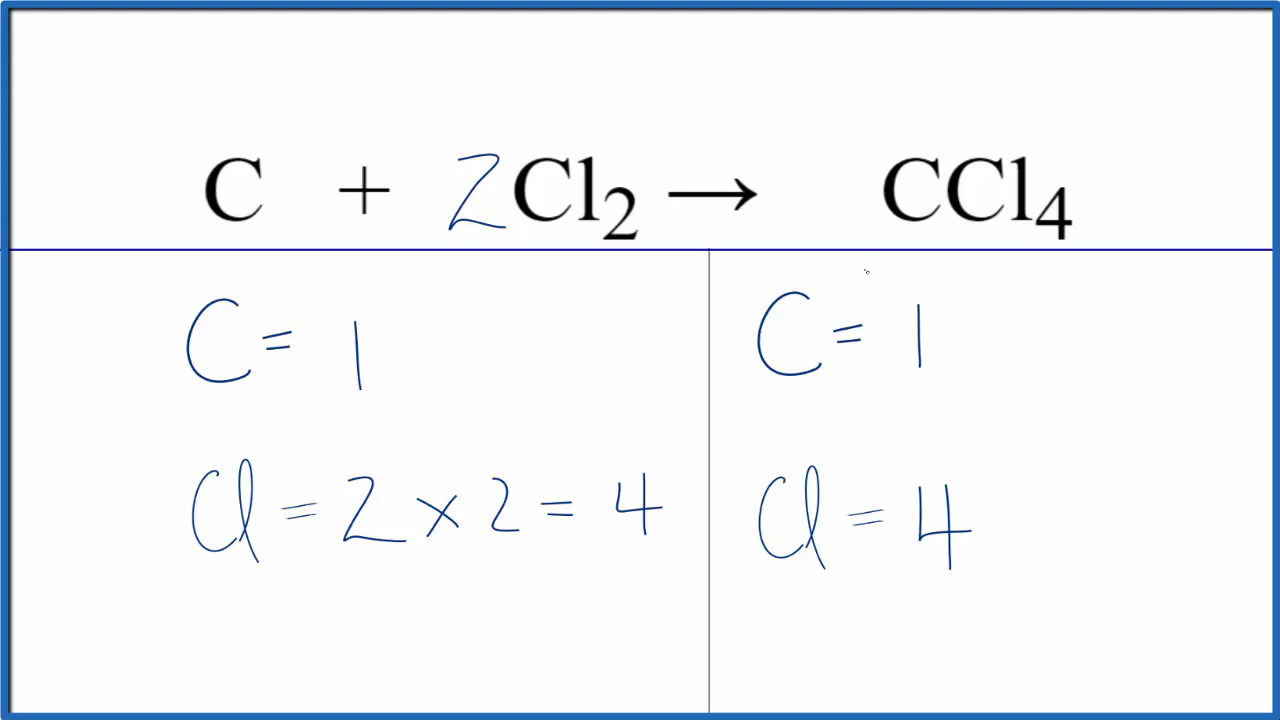 C + 2Cl₂ → CCl₄
C = 1
C = 1
Cl = 2 × 2 = 4
Cl = 4